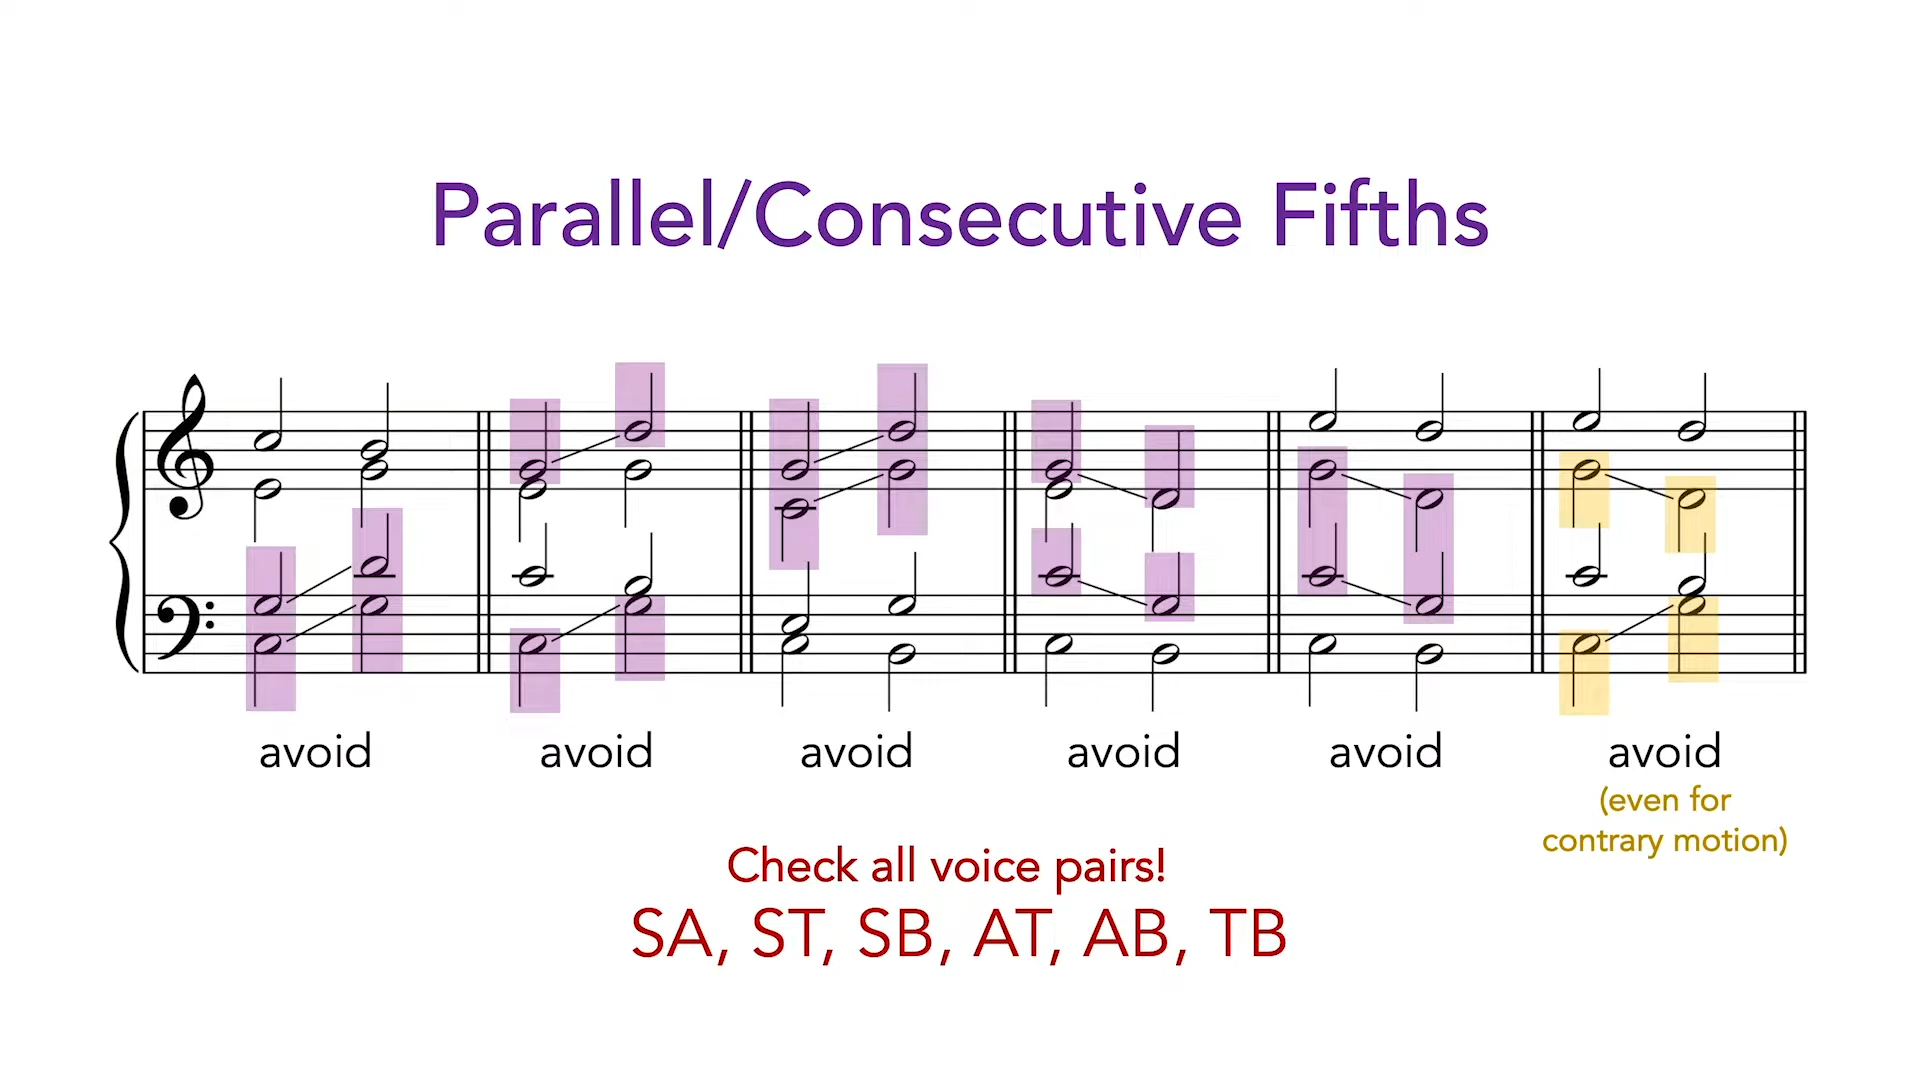 Parallel/Consecutive Fifths
avoid avoid avoid avoid avoid avoid
(even for
contrary motion)
Check all voice pairs!
SA, ST, SB, AT, AB, TB